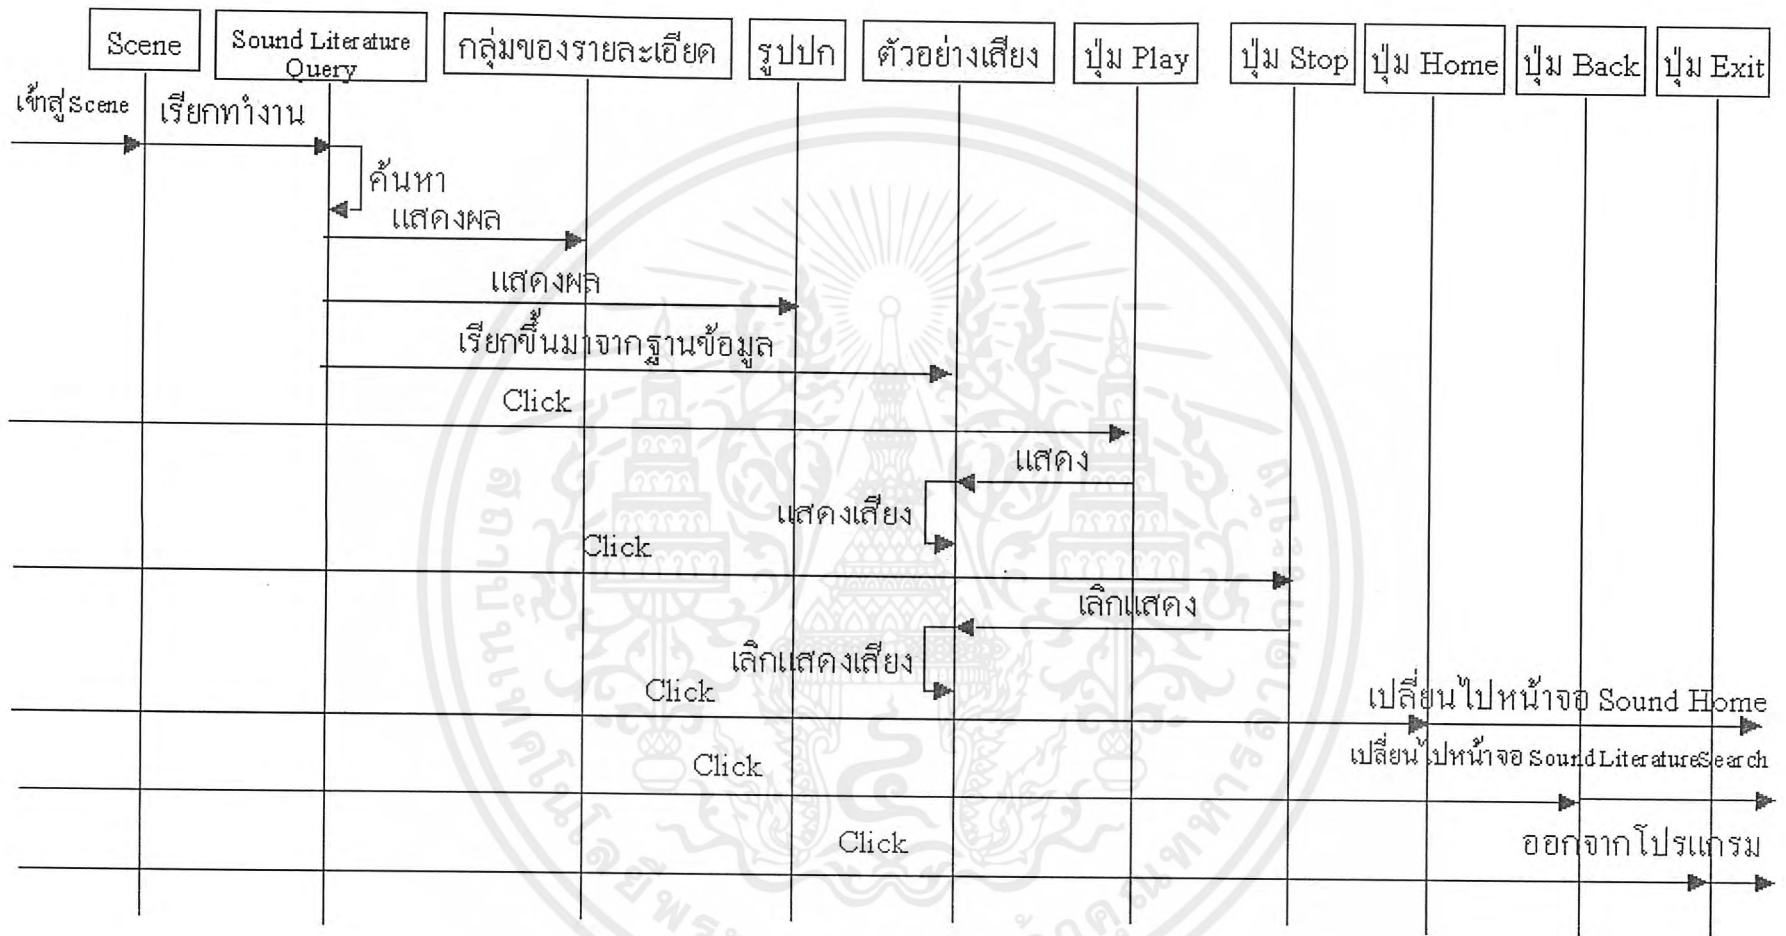 Scene
Sound Literature
Query
กลุ่มของรายละเอียด
รูปปก
ตัวอย่างเสียง
ปุ่ม Play
ปุ่ม Stop
ปุ่ม Home
ปุ่ม Back
ปุ่ม Exit
เข้าสู่Scene
เรียกทำงาน
ค้นหา
แสดงผล
แสดงผล
เรียกขึ้นมาจากฐานข้อมูล
Click
แสดง
แสดงเสียง
Click
เลิกแสดง
เลิกแสดงเสียง
Click
เปลี่ยนไปหน้าจอ Sound Home
Click
เปลี่ยนไปหน้าจอ SoundLiteratureSearch
Click
ออกจากโปรแกรม